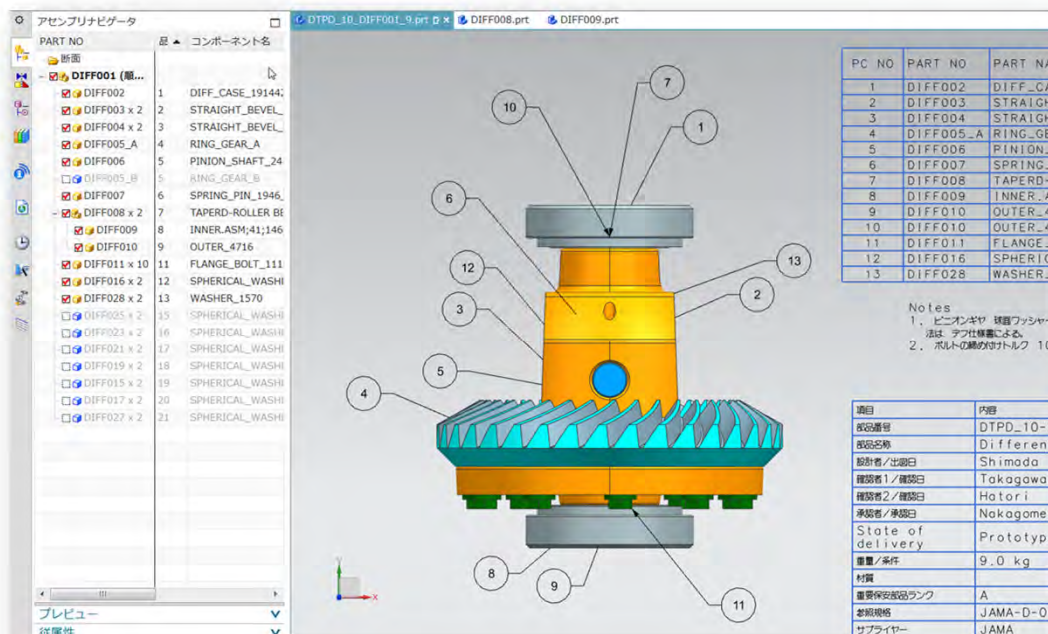 アセンブリナビゲータ
DTPD_10_DIFF001_9.prt
DIFF008.prt
DIFF009.prt
PART NO 品 コンポーネント名
断面
DIFF001 (順...
DIFF002 1 DIFF_CASE_19144
DIFF003 x 2 2 STRAIGHT_BEVEL_
DIFF004 x 2 3 STRAIGHT_BEVEL_
DIFF005_A 4 RING_GEAR_A
DIFF006 5 PINION_SHAFT_24
DIFF005_B 5 RING_GEAR_B
DIFF007 6 SPRING_PIN_1946_
DIFF008 x 2 7 TAPERD-ROLLER BE
DIFF009 8 INNER.ASM;41;146
DIFF010 9 OUTER_4716
DIFF011 x 10 11 FLANGE_BOLT_111
DIFF016 x 2 12 SPHERICAL_WASHI
DIFF028 x 2 13 WASHER_1570
DIFF025 x 2 15 SPHERICAL_WASHI
DIFF023 x 2 16 SPHERICAL_WASHI
DIFF021 x 2 17 SPHERICAL_WASHI
DIFF019 x 2 18 SPHERICAL_WASHI
DIFF015 x 2 19 SPHERICAL_WASHI
DIFF017 x 2 20 SPHERICAL_WASHI
DIFF027 x 2 21 SPHERICAL_WASHI
プレビュー
従属性
7
10
1
6
12
13
3
2
5
4
8
9
11
Y
X
PC NO PART NO PART NA
1 DIFF002 DIFF_CA
2 DIFF003 STRAIGH
3 DIFF004 STRAIGH
4 DIFF005_A RING_GE
5 DIFF006 PINION_
6 DIFF007 SPRING_
7 DIFF008 TAPERD-
8 DIFF009 INNER.A
9 DIFF010 OUTER_4
10 DIFF010 OUTER_4
11 DIFF011 FLANGE_
12 DIFF016 SPHERIC
13 DIFF028 WASHER_
Notes
1. ピニオンギヤ 球面ワッシャー
法は デフ仕様書による。
2. ボルトの締め付けトルク 10
項目 内容
部品番号 DTPD_10-
部品名称 Differen
設計者/出図日 Shimada
確認者1/確認日 Takagawa
確認者2/確認日 Hatori
承認者/承認日 Nakagome
State of
delivery Prototyp
重量/条件 9.0 kg
材質
重要保安部品ランク A
参照規格 JAMA-D-0
サプライヤー JAMA